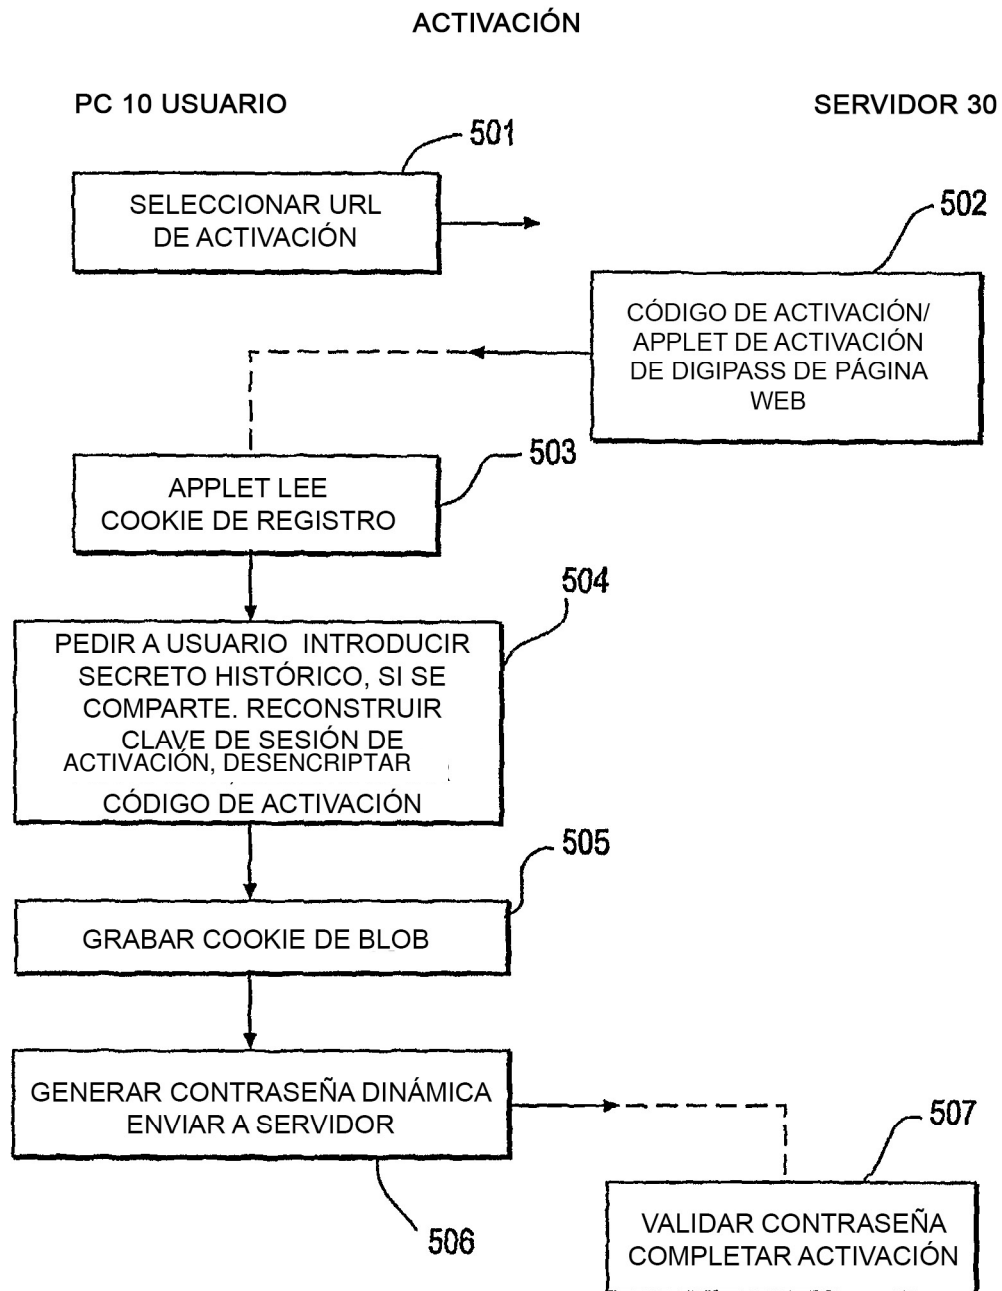 ACTIVACIÓN
PC 10 USUARIO
SERVIDOR 30
501
SELECCIONAR URL
DE ACTIVACIÓN
502
CÓDIGO DE ACTIVACIÓN/
APPLET DE ACTIVACIÓN
DE DIGIPASS DE PÁGINA
WEB
503
APPLET LEE
COOKIE DE REGISTRO
504
PEDIR A USUARIO INTRODUCIR
SECRETO HISTÓRICO, SI SE
COMPARTE. RECONSTRUIR
CLAVE DE SESIÓN DE
ACTIVACIÓN, DESENCRIPTAR
CÓDIGO DE ACTIVACIÓN
505
GRABAR COOKIE DE BLOB
GENERAR CONTRASEÑA DINÁMICA
ENVIAR A SERVIDOR
506
507
VALIDAR CONTRASEÑA
COMPLETAR ACTIVACIÓN